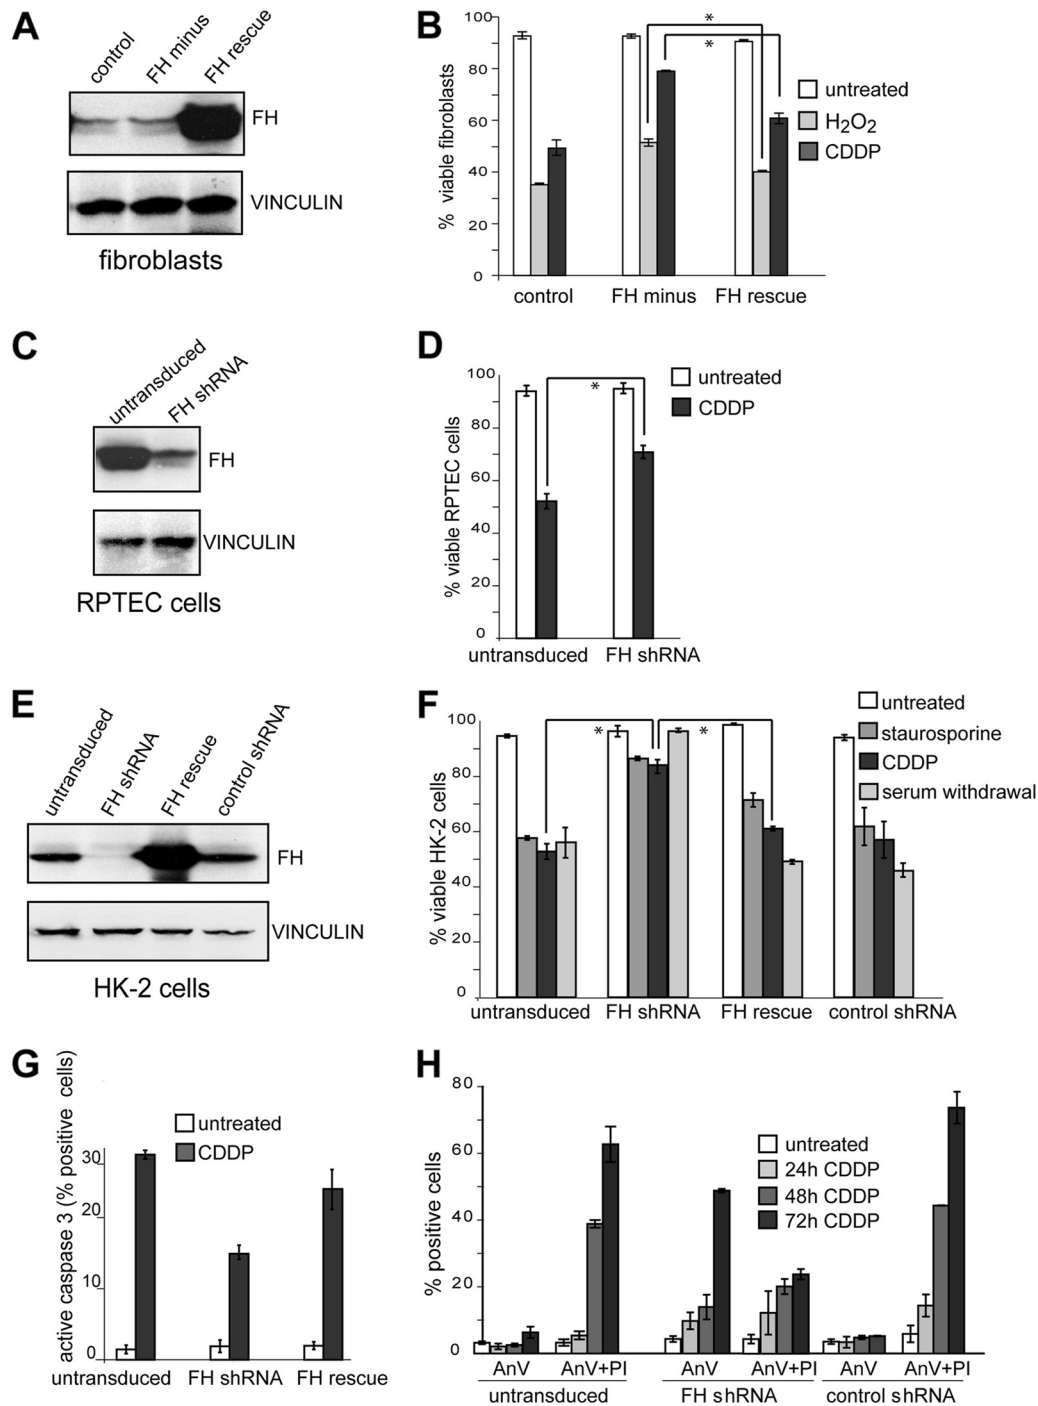 A
control
FH minus
FH rescue
FH
VINCULIN
fibroblasts
B
% viable fibroblasts
100
80
60
40
20
0
*
*
untreated
H₂O₂
CDDP
control
FH minus
FH rescue
C
untransduced
FH shRNA
FH
VINCULIN
RPTEC cells
D
% viable RPTEC cells
100
80
60
40
20
0
*
untreated
CDDP
untransduced
FH shRNA
E
untransduced
FH shRNA
FH rescue
control shRNA
FH
VINCULIN
HK-2 cells
F
% viable HK-2 cells
100
80
60
40
20
0
*
*
untreated
staurosporine
CDDP
serum withdrawal
untransduced
FH shRNA
FH rescue
control shRNA
G
active caspase 3 (% positive cells)
30
20
10
0
untreated
CDDP
untransduced
FH shRNA
FH rescue
H
% positive cells
80
60
40
20
0
untreated
24h CDDP
48h CDDP
72h CDDP
AnV
AnV+PI
AnV
AnV+PI
AnV
AnV+PI
untransduced
FH shRNA
control shRNA